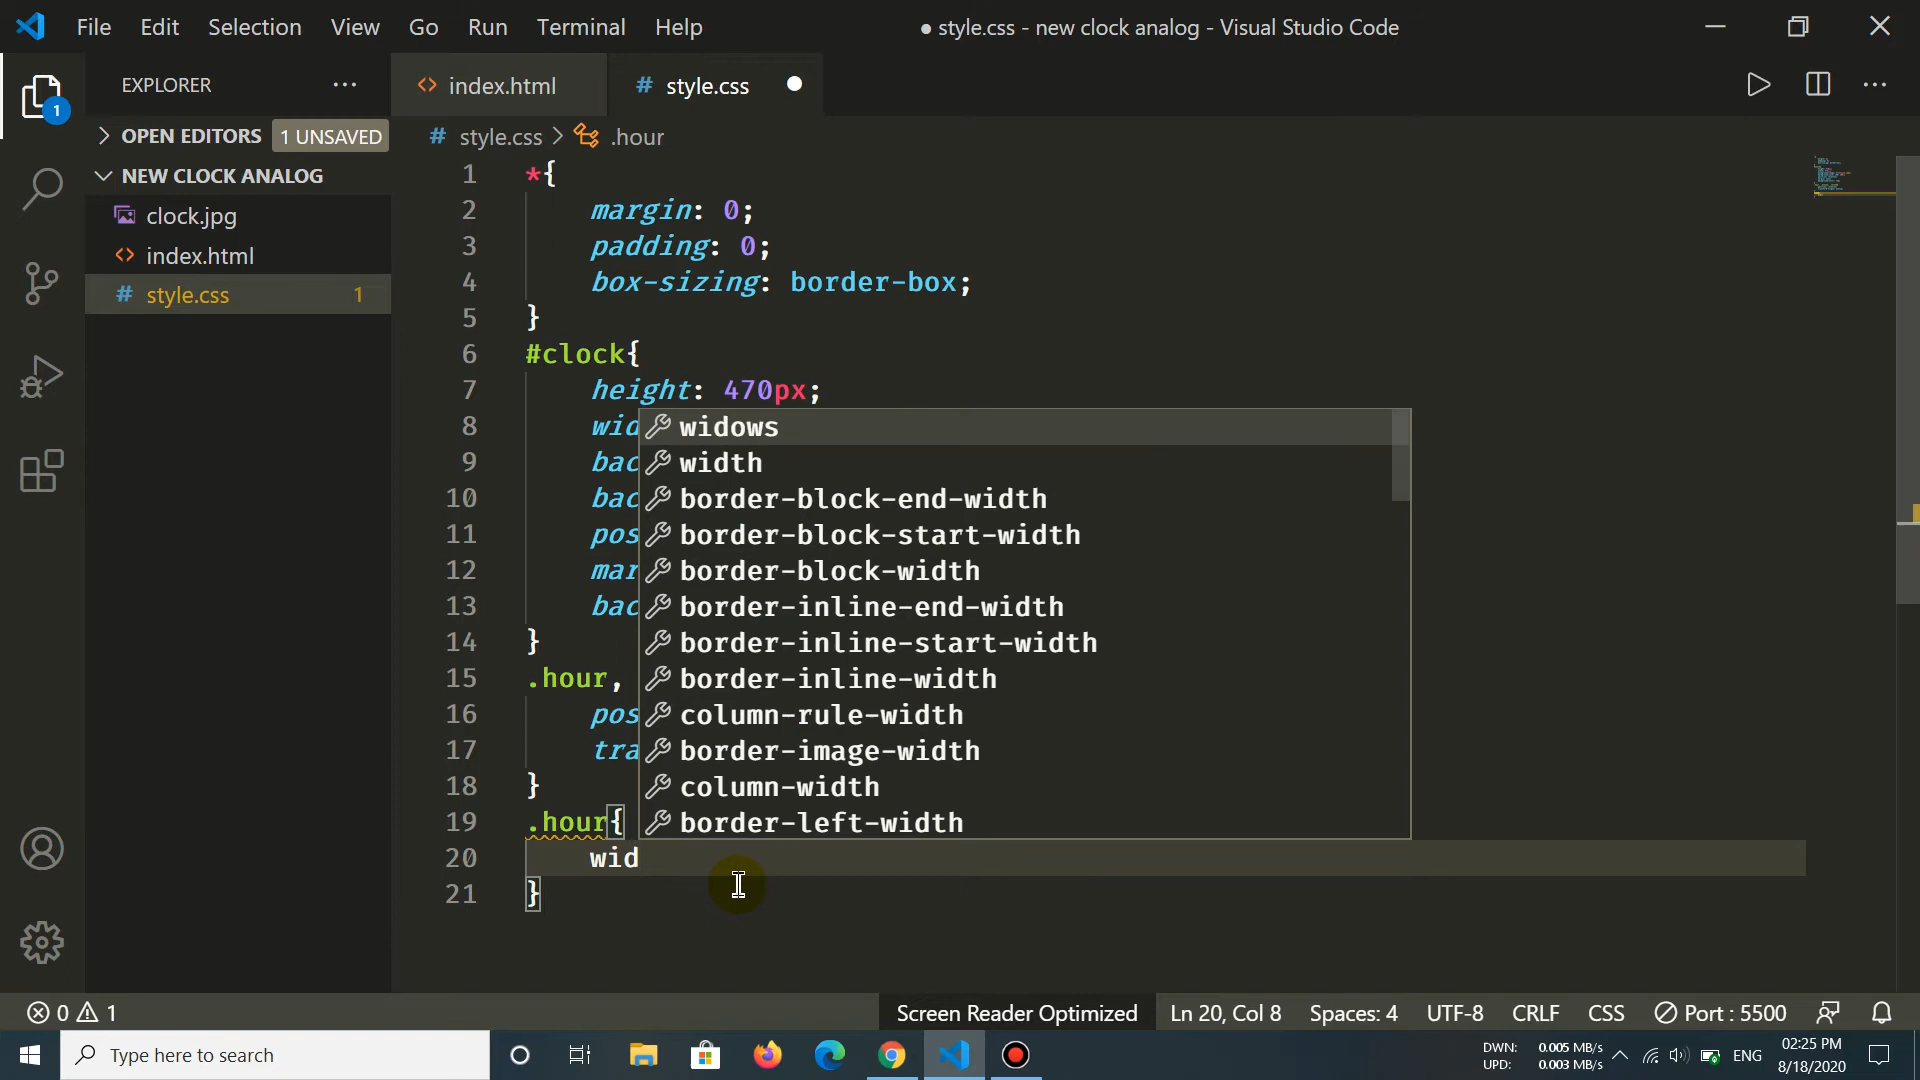 File Edit Selection View Go Run Terminal Help
● style.css - new clock analog - Visual Studio Code
EXPLORER
index.html
# style.css
1
OPEN EDITORS 1 UNSAVED
# style.css > .hour
NEW CLOCK ANALOG
clock.jpg
index.html
# style.css 1
1 *{
2 margin: 0;
3 padding: 0;
4 box-sizing: border-box;
5 }
6 #clock{
7 height: 470px;
8 wid
9 bac
10 bac
11 pos
12 mar
13 bac
14 }
15 .hour,
16 pos
17 tra
18 }
19 .hour{
20 wid
21 }
widows
width
border-block-end-width
border-block-start-width
border-block-width
border-inline-end-width
border-inline-start-width
border-inline-width
column-rule-width
border-image-width
column-width
border-left-width
0 1
Screen Reader Optimized Ln 20, Col 8 Spaces: 4 UTF-8 CRLF CSS Port : 5500
Type here to search
DWN: 0.005 MB/s
UPD: 0.003 MB/s
ENG
02:25 PM
8/18/2020